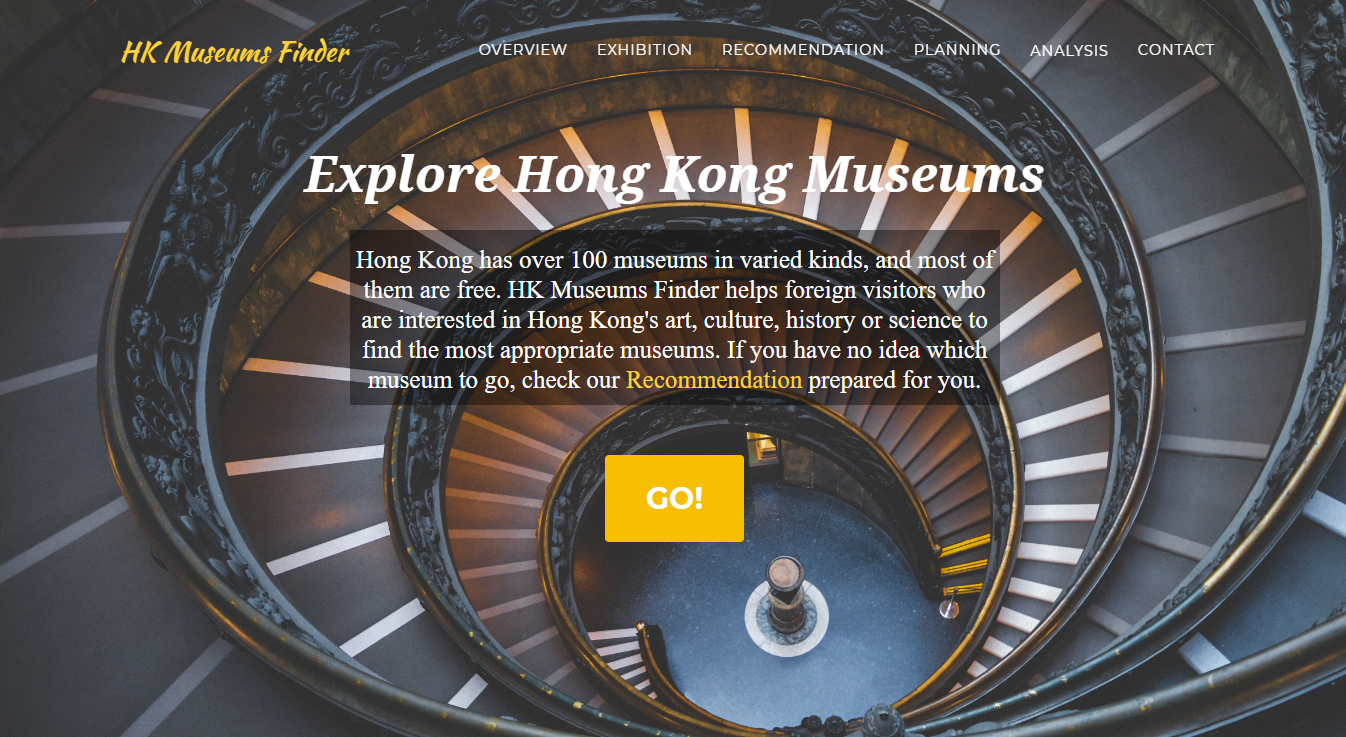 HK Museums Finder
OVERVIEW EXHIBITION RECOMMENDATION PLANNING ANALYSIS CONTACT
Explore Hong Kong Museums
Hong Kong has over 100 museums in varied kinds, and most of
them are free. HK Museums Finder helps foreign visitors who
are interested in Hong Kong's art, culture, history or science to
find the most appropriate museums. If you have no idea which
museum to go, check our Recommendation prepared for you.
GO!